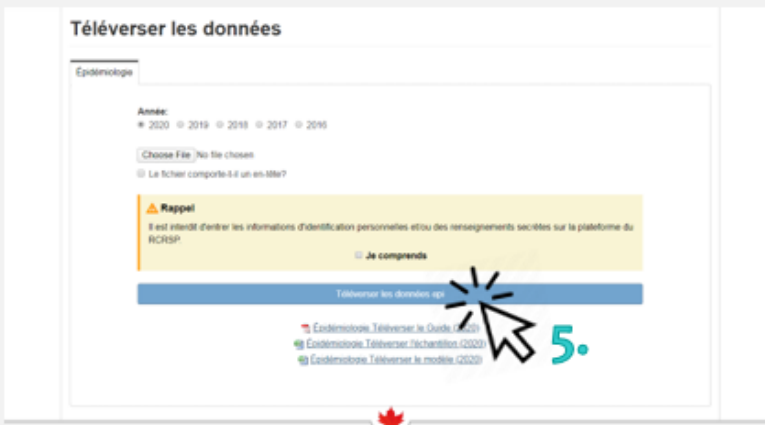 Téléverser les données
Épidémiologie
Année:
2020 2019 2018 2017 2016
Choose File No file chosen
Le fichier comporte-t-il un en-tête?
Rappel
Il est interdit d'entrer les informations d'identification personnelles et/ou des renseignements secrètes sur la plateforme du
RCRSP.
Je comprends
Téléverser les données epi
Épidémiologie Téléverser le Guide (2020)
Épidémiologie Téléverser l'échantillon (2020)
Épidémiologie Téléverser le modèle (2020)
5.